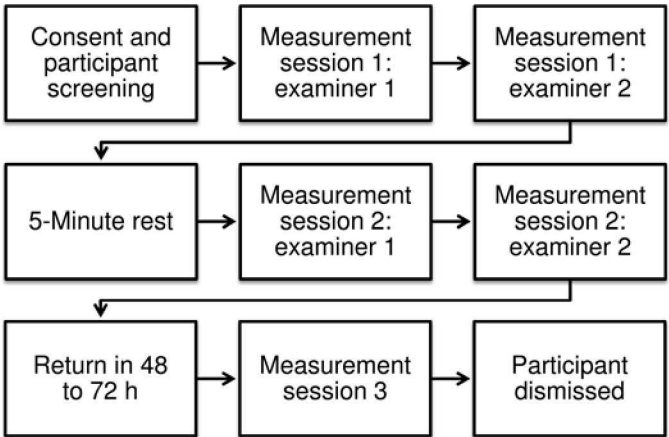 Consent and
participant
screening
Measurement
session 1:
examiner 1
Measurement
session 1:
examiner 2
5-Minute rest
Measurement
session 2:
examiner 1
Measurement
session 2:
examiner 2
Return in 48
to 72 h
Measurement
session 3
Participant
dismissed